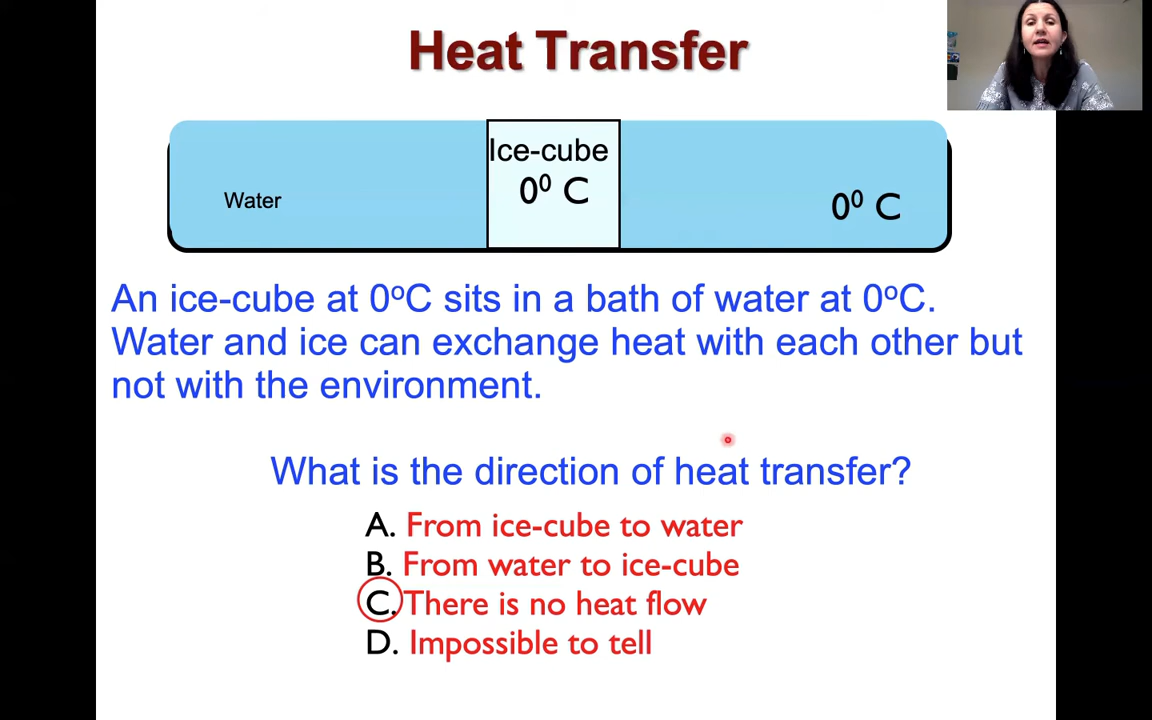 Heat Transfer
Ice-cube
0⁰ C
Water
0⁰ C
An ice-cube at 0ºC sits in a bath of water at 0ºC.
Water and ice can exchange heat with each other but
not with the environment.
What is the direction of heat transfer?
A. From ice-cube to water
B. From water to ice-cube
C. There is no heat flow
D. Impossible to tell